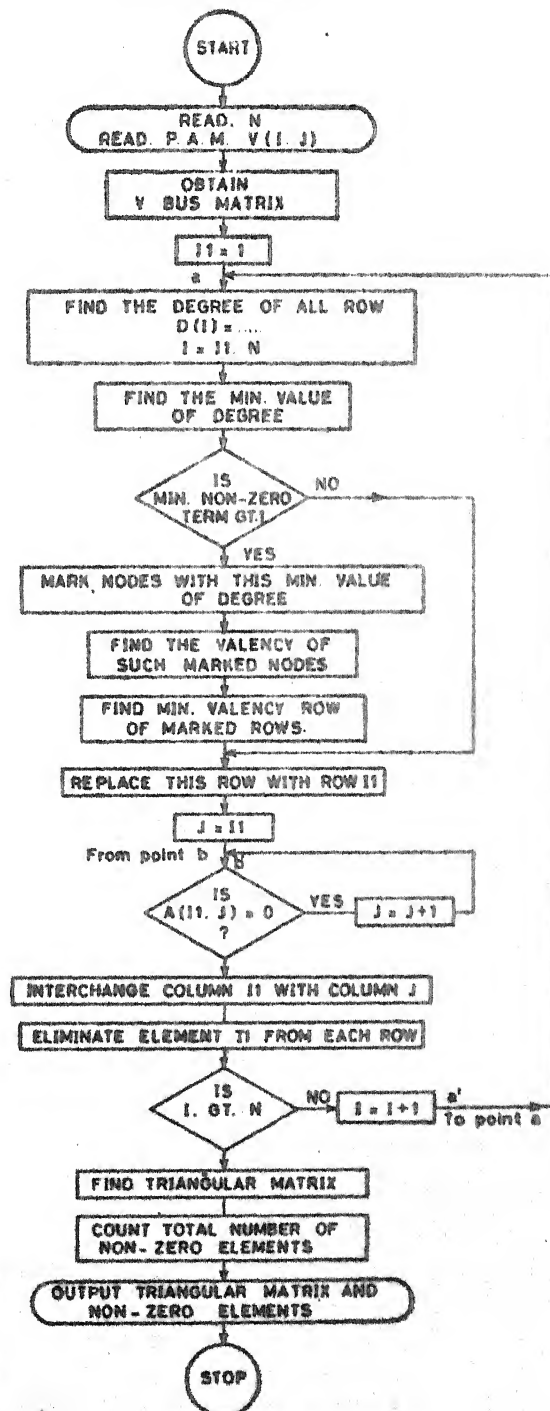 START
READ. N
READ. P. A. M. V(I. J)
OBTAIN
Y BUS MATRIX
I1 = 1
a
FIND THE DEGREE OF ALL ROW
D(I) = .....
I = I1. N
FIND THE MIN. VALUE
OF DEGREE
IS
MIN. NON-ZERO
TERM GT.1
NO
YES
MARK NODES WITH THIS MIN. VALUE
OF DEGREE
FIND THE VALENCY OF
SUCH MARKED NODES
FIND MIN. VALENCY ROW
OF MARKED ROWS.
REPLACE THIS ROW WITH ROW I1
J = I1
From point b
b
IS
A(I1. J) = 0
?
YES
J = J+1
INTERCHANGE COLUMN I1 WITH COLUMN J
ELIMINATE ELEMENT I1 FROM EACH ROW
IS
I. GT. N
NO
I = I+1
a'
To point a
FIND TRIANGULAR MATRIX
COUNT TOTAL NUMBER OF
NON-ZERO ELEMENTS
OUTPUT TRIANGULAR MATRIX AND
NON-ZERO ELEMENTS
STOP